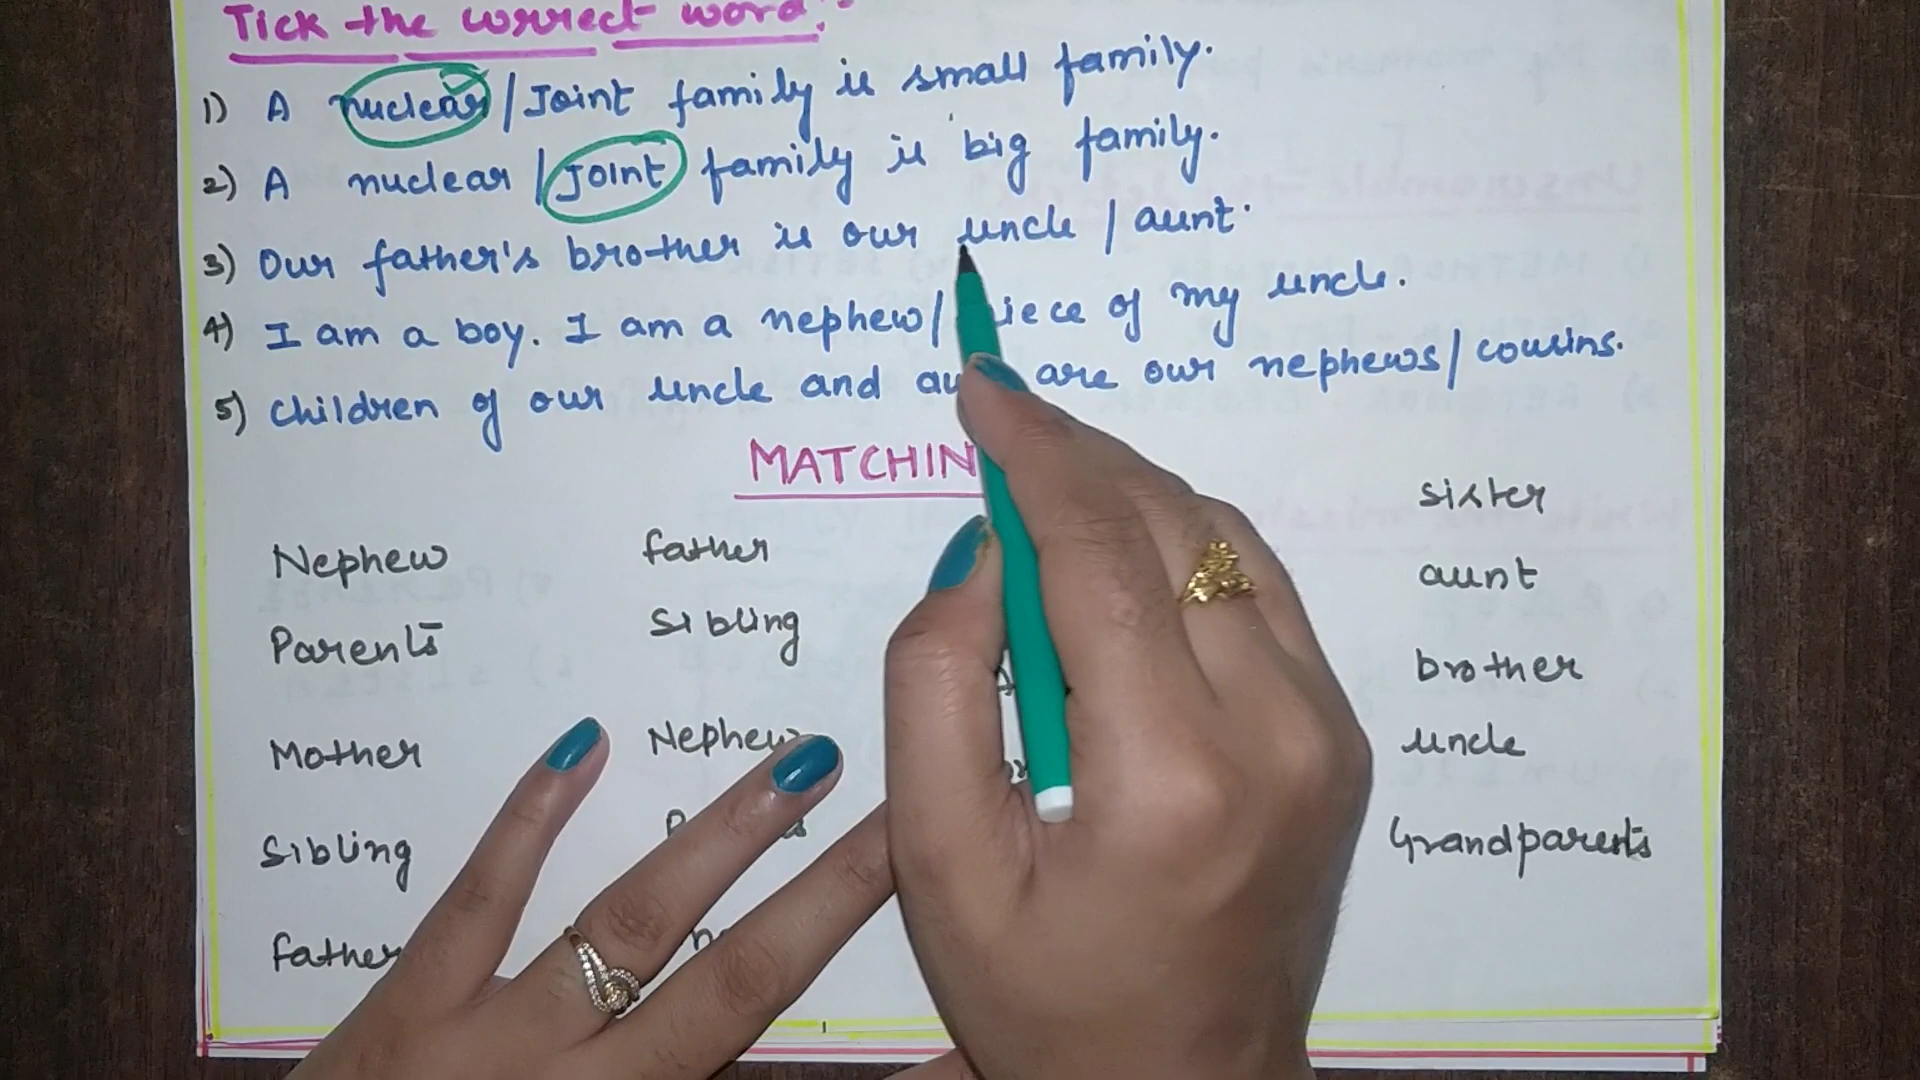 Tick the correct word:-
1) A nuclear / Joint family is small family.
2) A nuclear / Joint family is big family.
3) Our father's brother is our uncle / aunt.
4) I am a boy. I am a nephew / niece of my uncle.
5) Children of our uncle and are our nephews / cousins.
MATCHIN
Nephew father sister
Parents Sibling aunt
Mother Nephew brother
Sibling uncle
father Grandparents